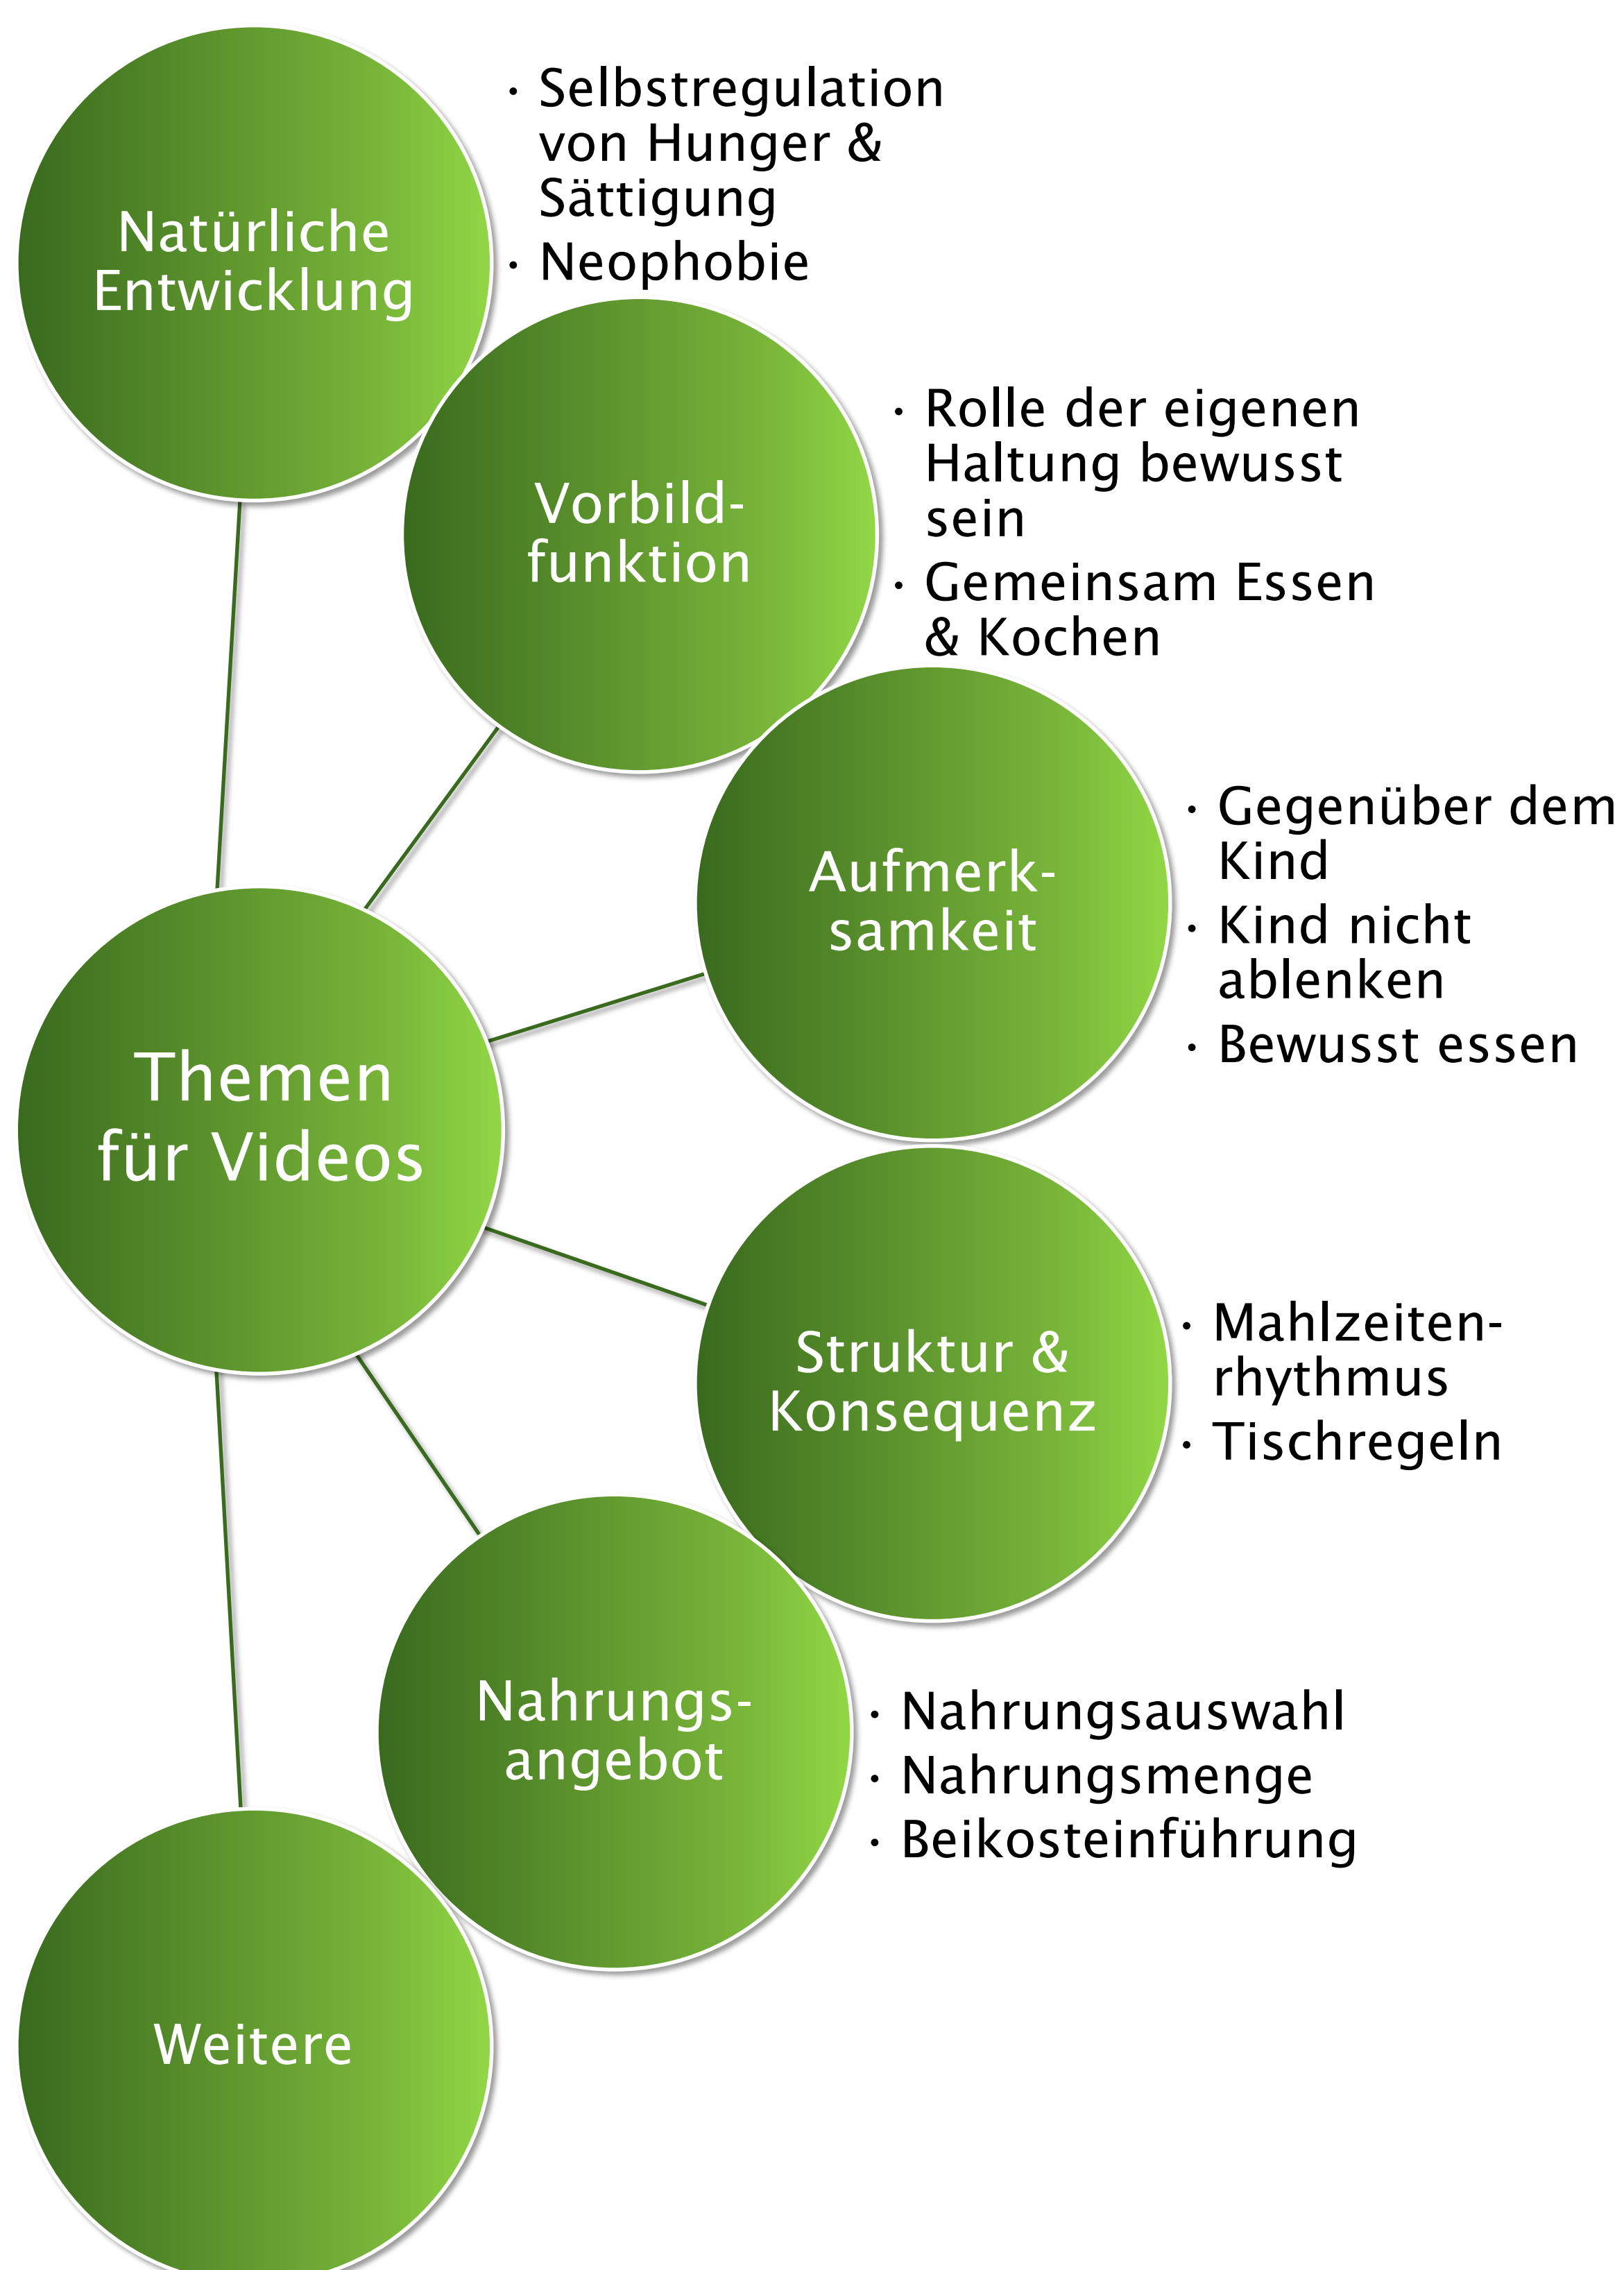 Natürliche
Entwicklung
· Selbstregulation
von Hunger &
Sättigung
· Neophobie
Vorbild-
funktion
· Rolle der eigenen
Haltung bewusst
sein
· Gemeinsam Essen
& Kochen
Aufmerk-
samkeit
· Gegenüber dem
Kind
· Kind nicht
ablenken
· Bewusst essen
Themen
für Videos
Struktur &
Konsequenz
· Mahlzeiten-
rhythmus
· Tischregeln
Nahrungs-
angebot
· Nahrungsauswahl
· Nahrungsmenge
· Beikosteinführung
Weitere